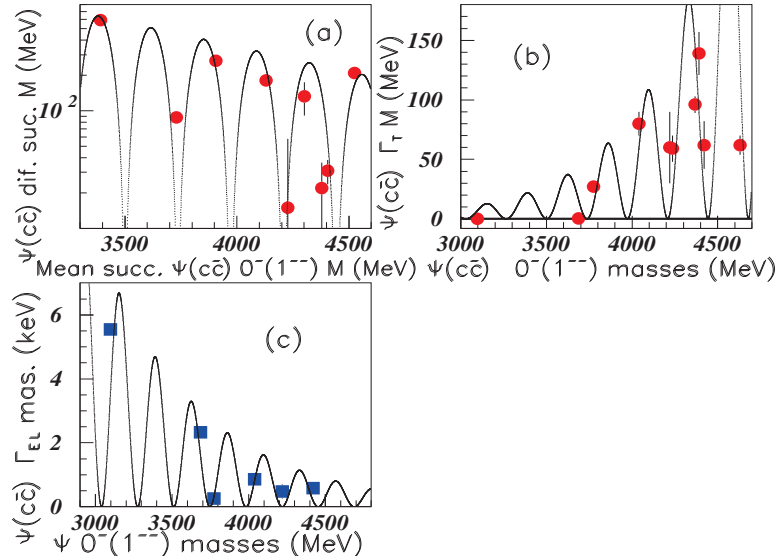 Ψ(cc̄) dif. suc. M (MeV)
10²
(a)
3500
4000
4500
Mean succ. Ψ(cc̄) 0⁻(1⁻⁻) M (MeV)
Ψ(cc̄) Γ_T M (MeV)
150
100
50
0
(b)
3000
3500
4000
4500
Ψ(cc̄) 0⁻(1⁻⁻) masses (MeV)
Ψ(cc̄) Γ_EL mas. (keV)
6
4
2
0
(c)
3000
3500
4000
4500
Ψ 0⁻(1⁻⁻) masses (MeV)